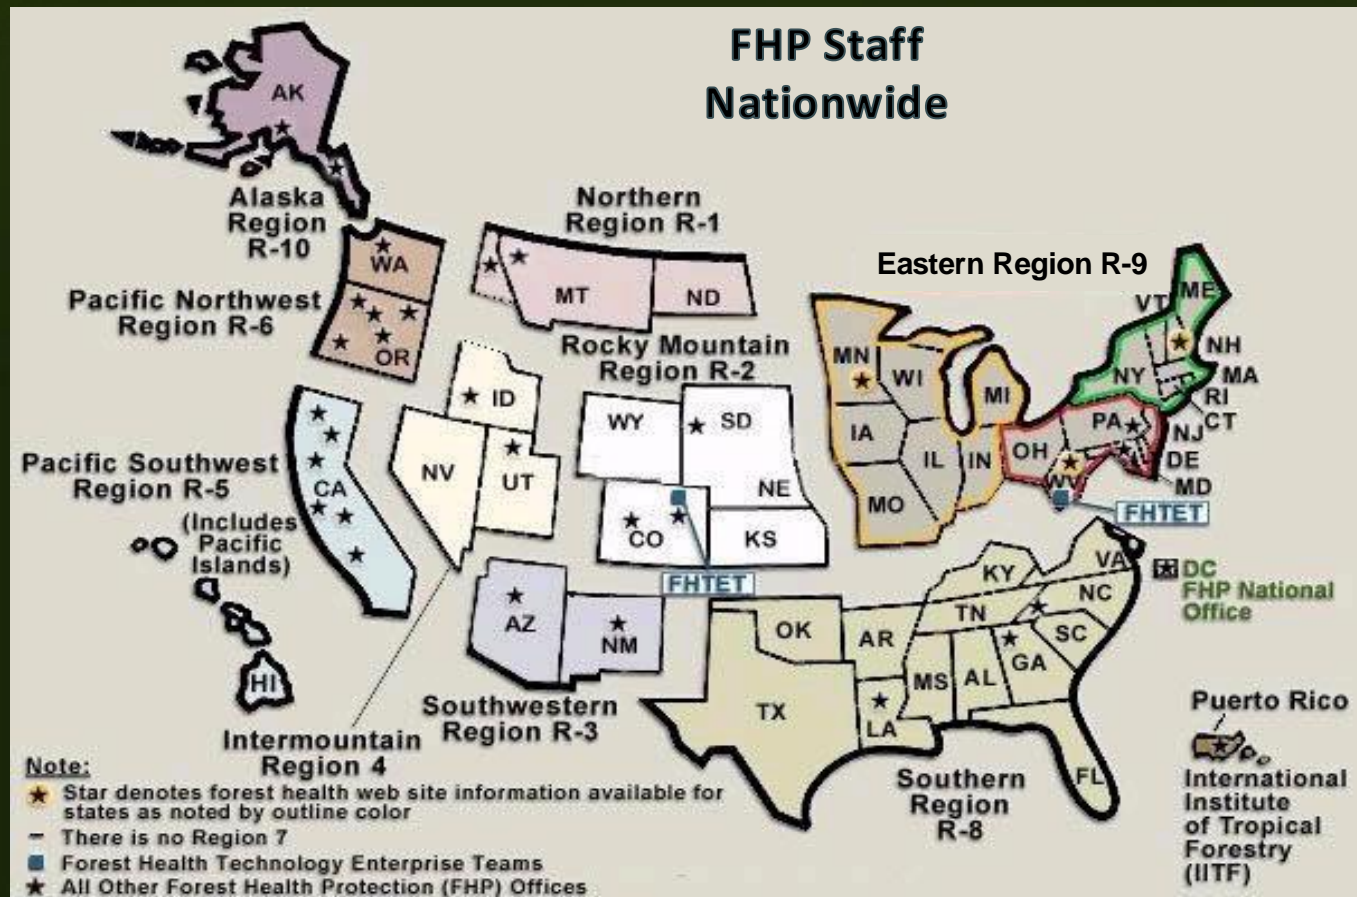 FHP Staff
Nationwide
AK
Alaska
Region
R-10
Northern
Region R-1
WA
Pacific Northwest
Region R-6
OR
MT
ND
Eastern Region R-9
Rocky Mountain
Region R-2
ME
VT
NH
MA
NY
RI
CT
MN
WI
MI
PA
NJ
DE
MD
OH
WV
IA
IL
IN
MO
FHTET
ID
NV
UT
WY
SD
NE
CO
KS
FHTET
Pacific Southwest
Region R-5
(Includes
Pacific
Islands)
CA
HI
AZ
NM
Southwestern
Region R-3
Intermountain
Region 4
KY
VA
TN
NC
SC
OK
AR
MS
AL
GA
TX
LA
FL
Southern
Region
R-8
DC
FHP National
Office
Puerto Rico
International
Institute
of Tropical
Forestry
(IITF)
Note:
Star denotes forest health web site information available for
states as noted by outline color
– There is no Region 7
Forest Health Technology Enterprise Teams
All Other Forest Health Protection (FHP) Offices